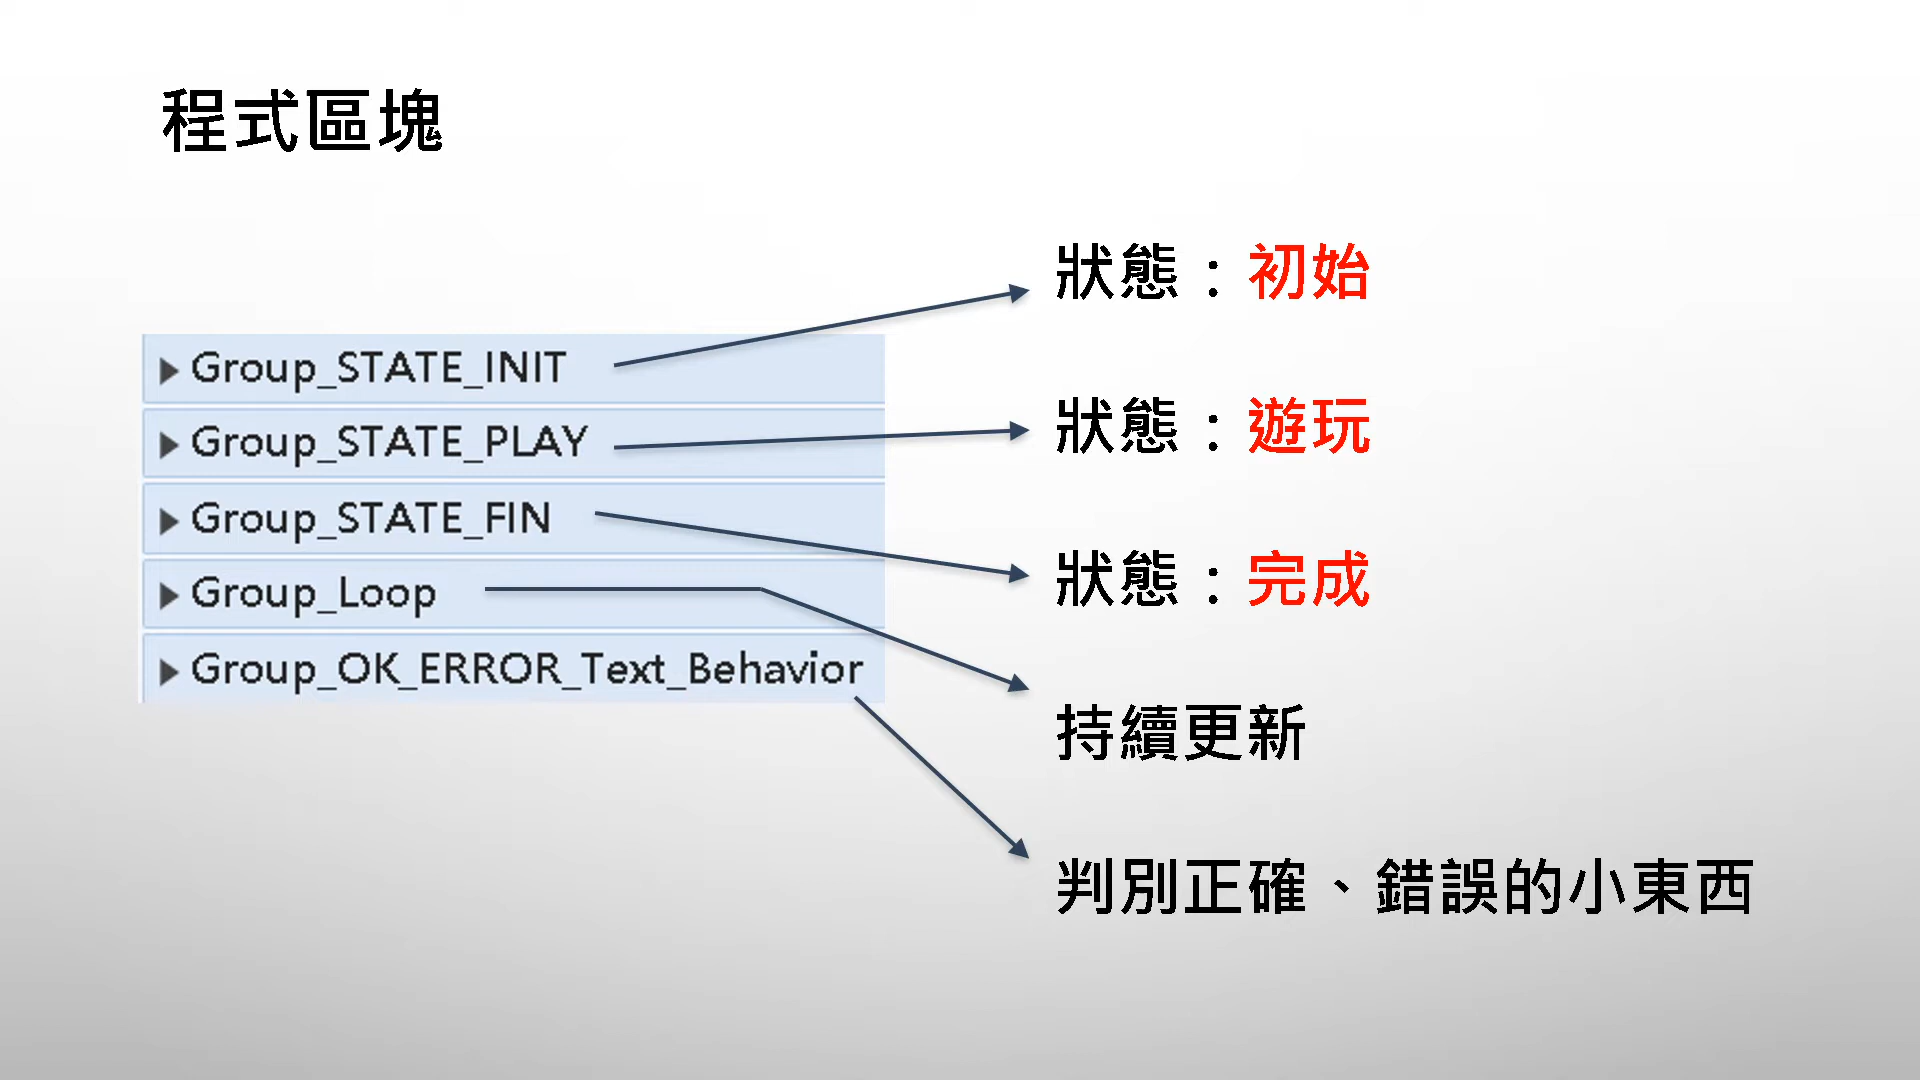 程式區塊
Group_STATE_INIT
Group_STATE_PLAY
Group_STATE_FIN
Group_Loop
Group_OK_ERROR_Text_Behavior
狀態：初始
狀態：遊玩
狀態：完成
持續更新
判別正確、錯誤的小東西